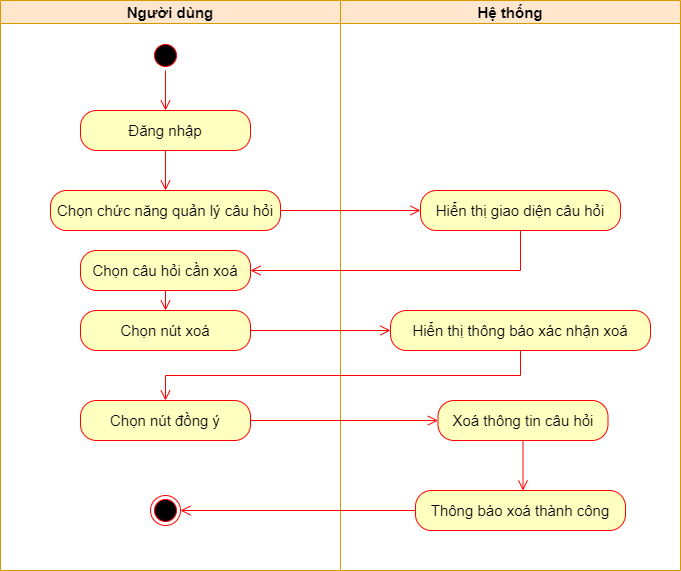 Người dùng
Hệ thống
Đăng nhập
Chọn chức năng quản lý câu hỏi
Hiển thị giao diện câu hỏi
Chọn câu hỏi cần xoá
Chọn nút xoá
Hiển thị thông báo xác nhận xoá
Chọn nút đồng ý
Xoá thông tin câu hỏi
Thông báo xoá thành công